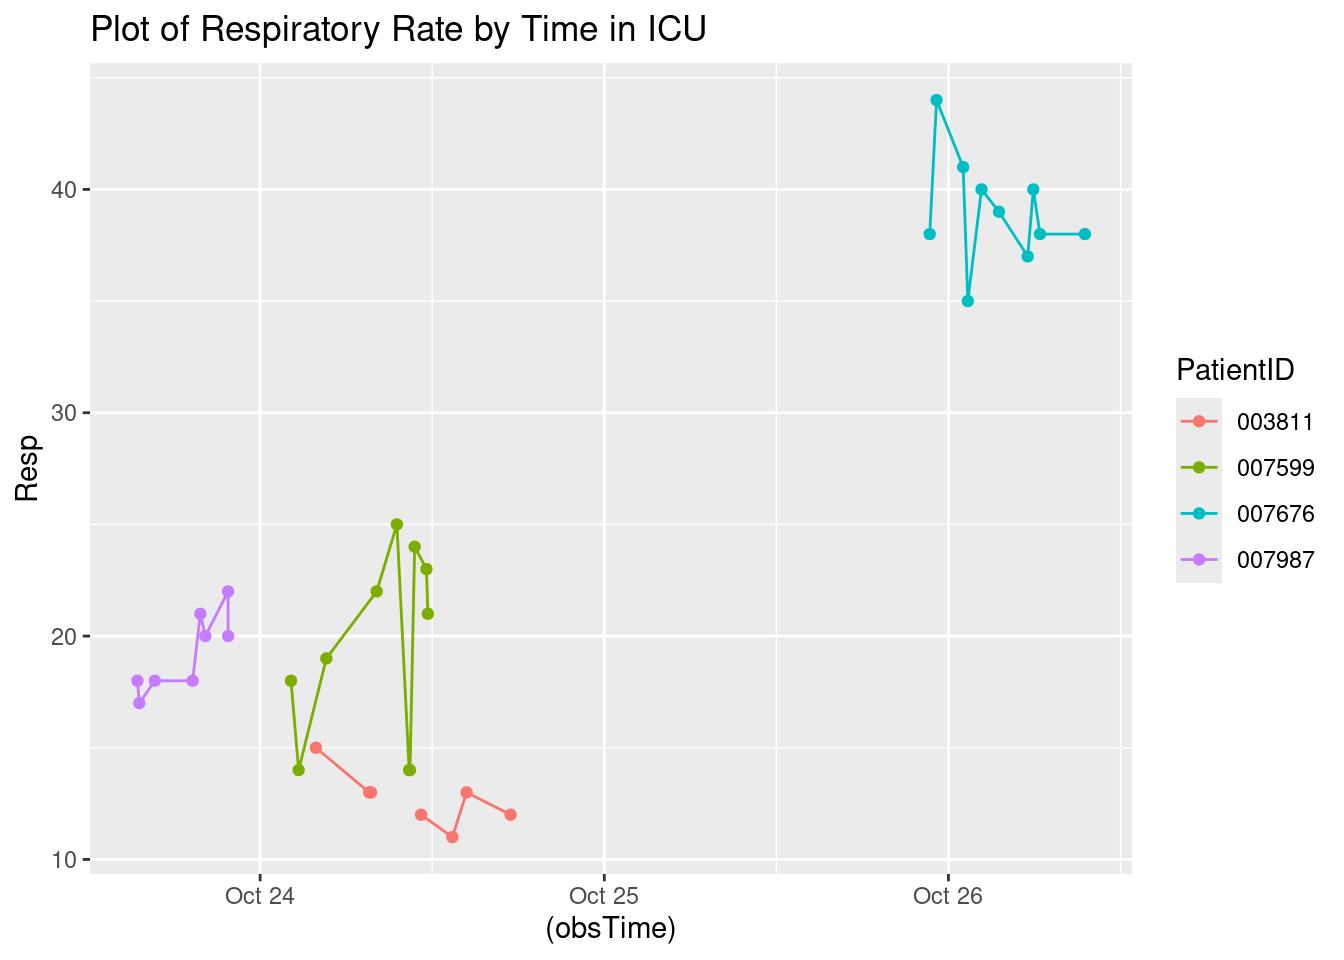 Plot of Respiratory Rate by Time in ICU
40
30
20
10
Resp
Oct 24
Oct 25
Oct 26
(obsTime)
PatientID
003811
007599
007676
007987